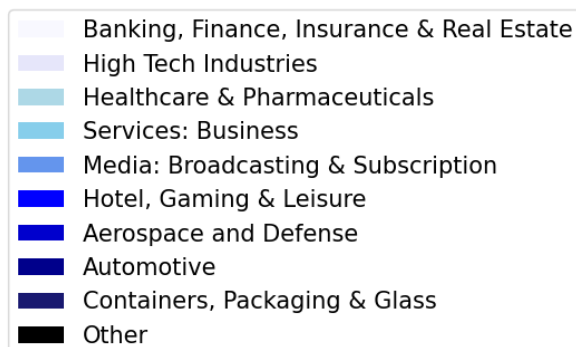 Banking, Finance, Insurance & Real Estate
High Tech Industries
Healthcare & Pharmaceuticals
Services: Business
Media: Broadcasting & Subscription
Hotel, Gaming & Leisure
Aerospace and Defense
Automotive
Containers, Packaging & Glass
Other